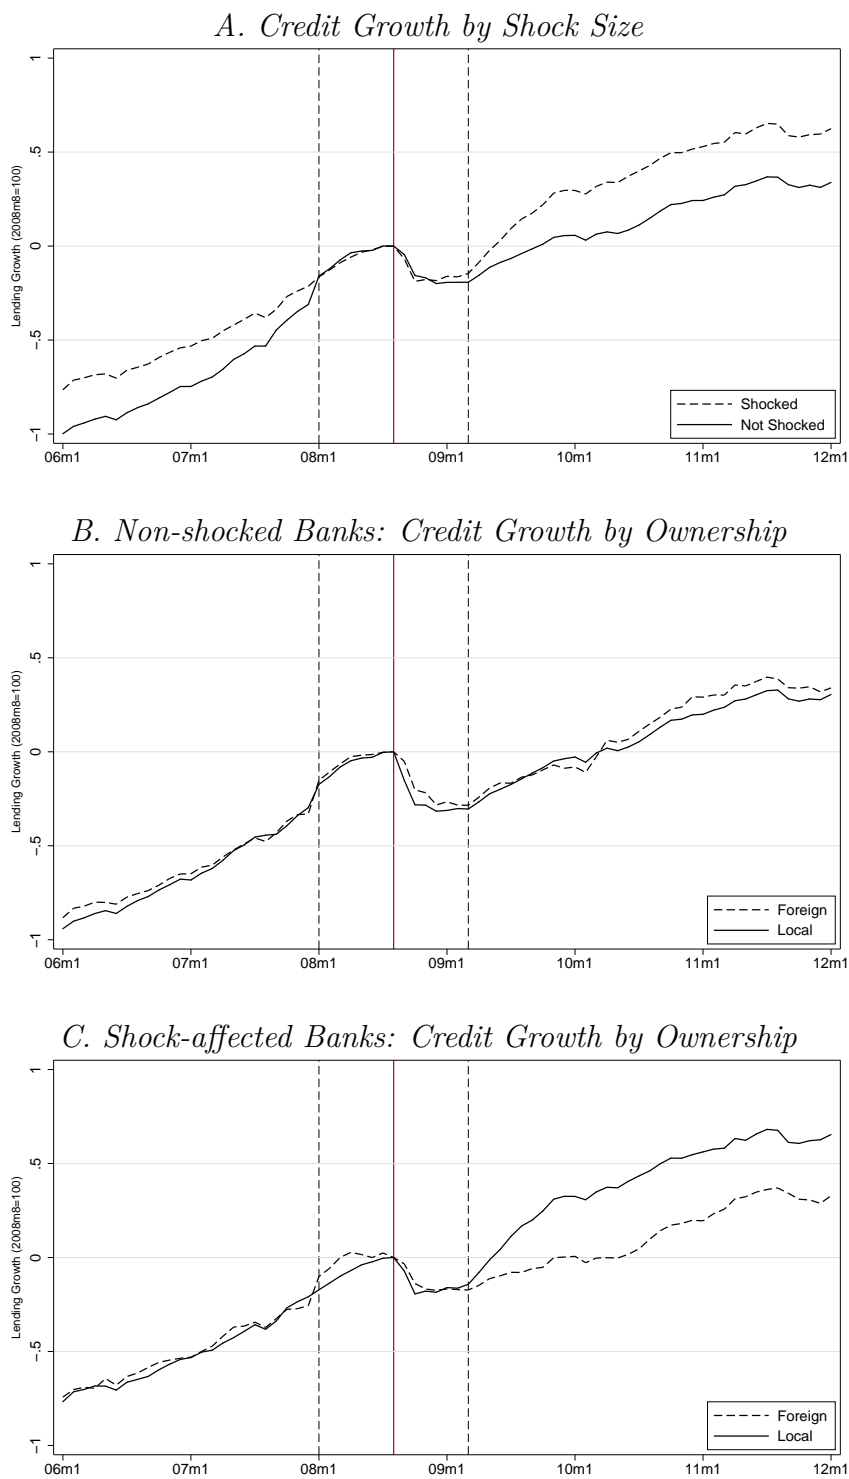 A. Credit Growth by Shock Size
Lending Growth (2008m8=100)
1
.5
0
-.5
-1
06m1 07m1 08m1 09m1 10m1 11m1 12m1
Shocked
Not Shocked
B. Non-shocked Banks: Credit Growth by Ownership
Lending Growth (2008m8=100)
1
.5
0
-.5
-1
06m1 07m1 08m1 09m1 10m1 11m1 12m1
Foreign
Local
C. Shock-affected Banks: Credit Growth by Ownership
Lending Growth (2008m8=100)
1
.5
0
-.5
-1
06m1 07m1 08m1 09m1 10m1 11m1 12m1
Foreign
Local